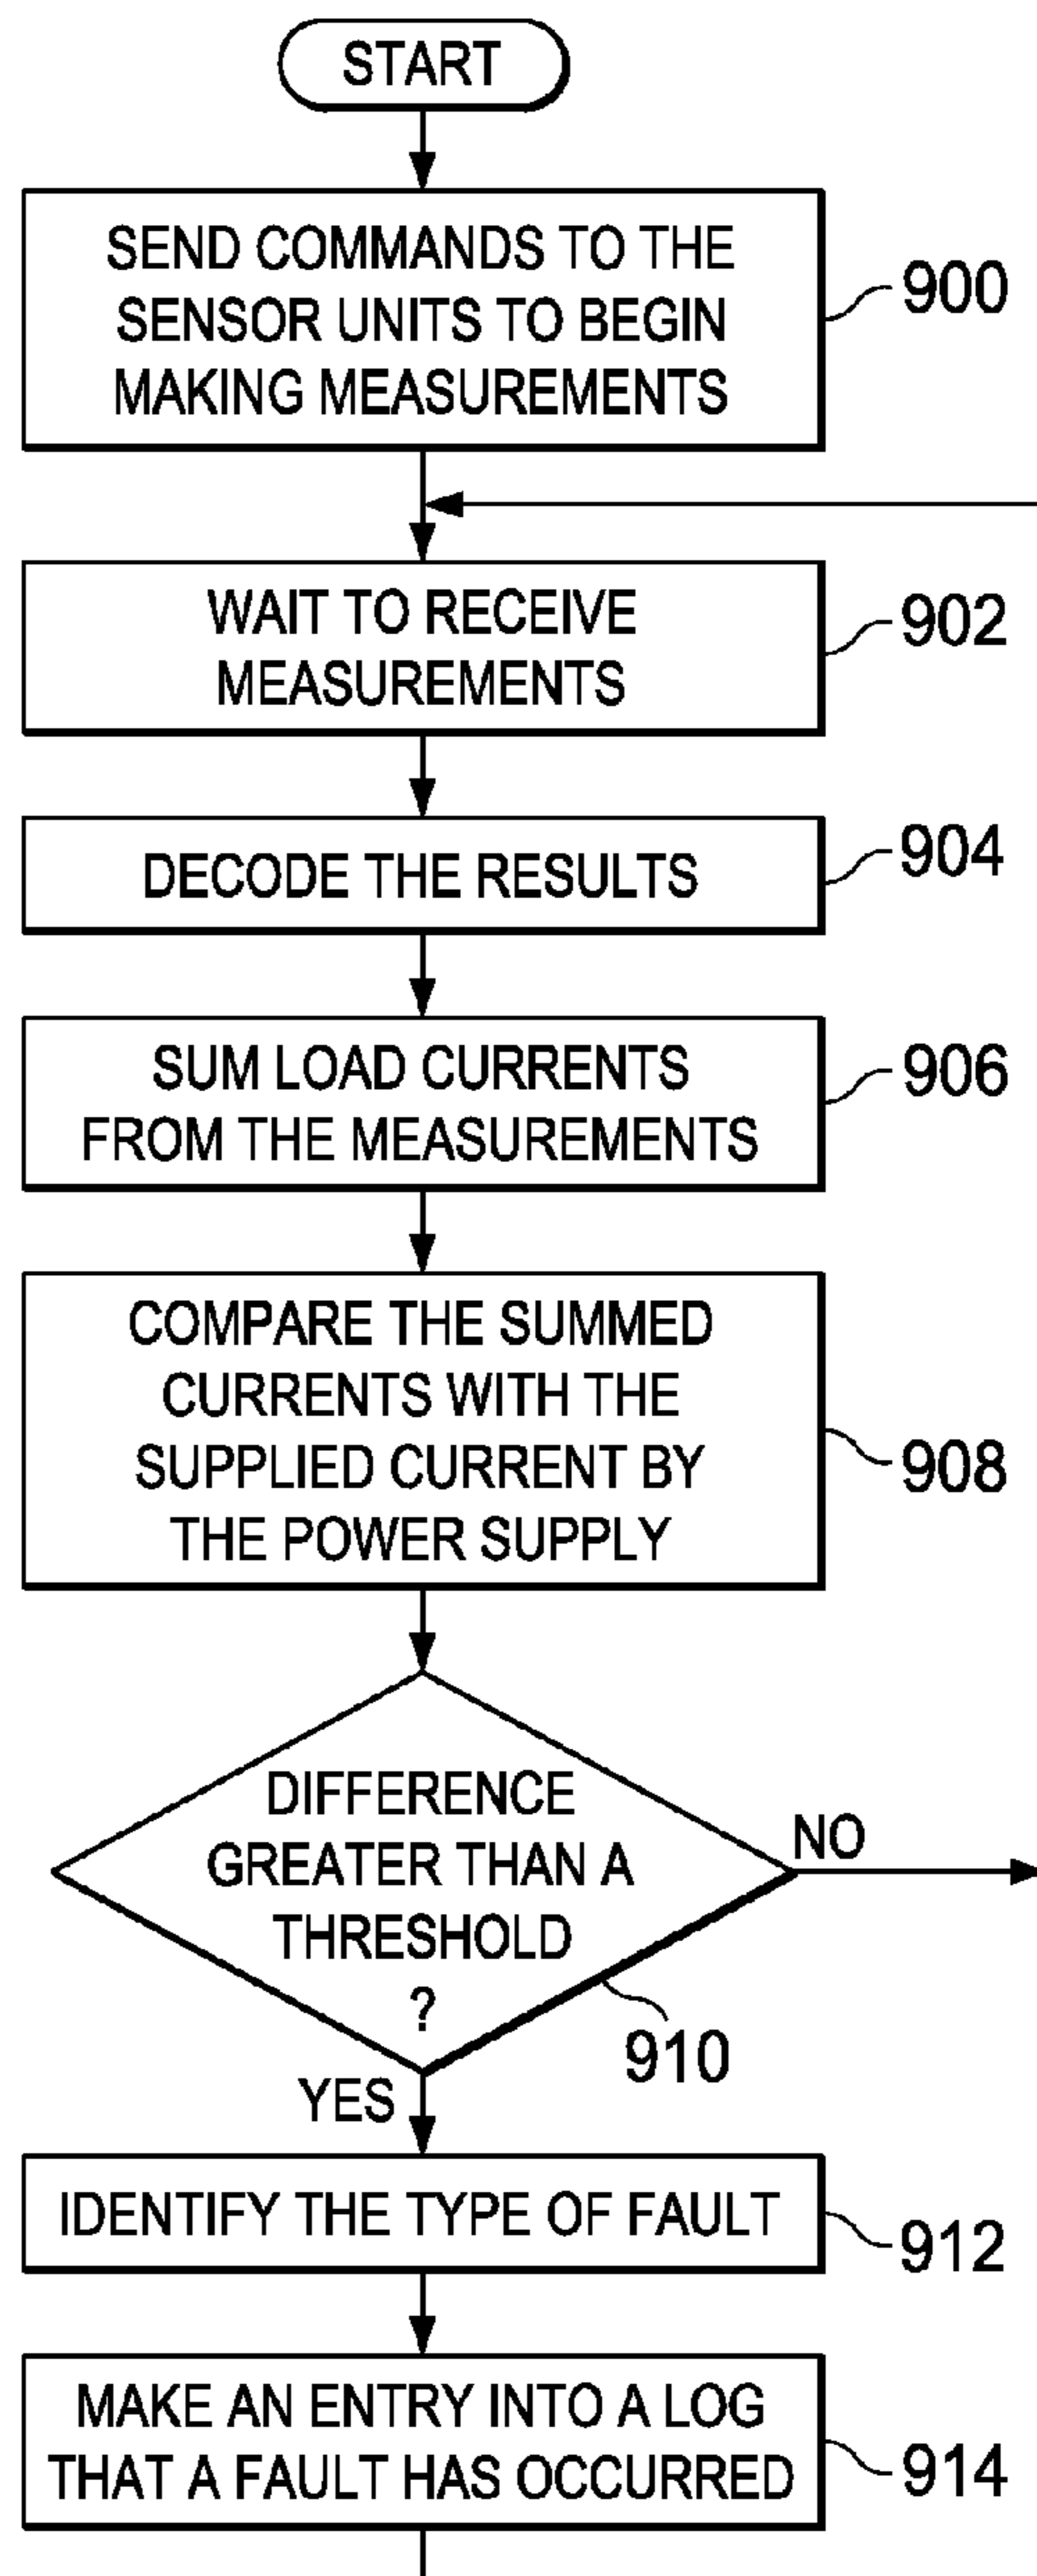 START
SEND COMMANDS TO THE
SENSOR UNITS TO BEGIN
MAKING MEASUREMENTS
900
WAIT TO RECEIVE
MEASUREMENTS
902
DECODE THE RESULTS
904
SUM LOAD CURRENTS
FROM THE MEASUREMENTS
906
COMPARE THE SUMMED
CURRENTS WITH THE
SUPPLIED CURRENT BY
THE POWER SUPPLY
908
DIFFERENCE
GREATER THAN A
THRESHOLD
?
NO
910
YES
IDENTIFY THE TYPE OF FAULT
912
MAKE AN ENTRY INTO A LOG
THAT A FAULT HAS OCCURRED
914